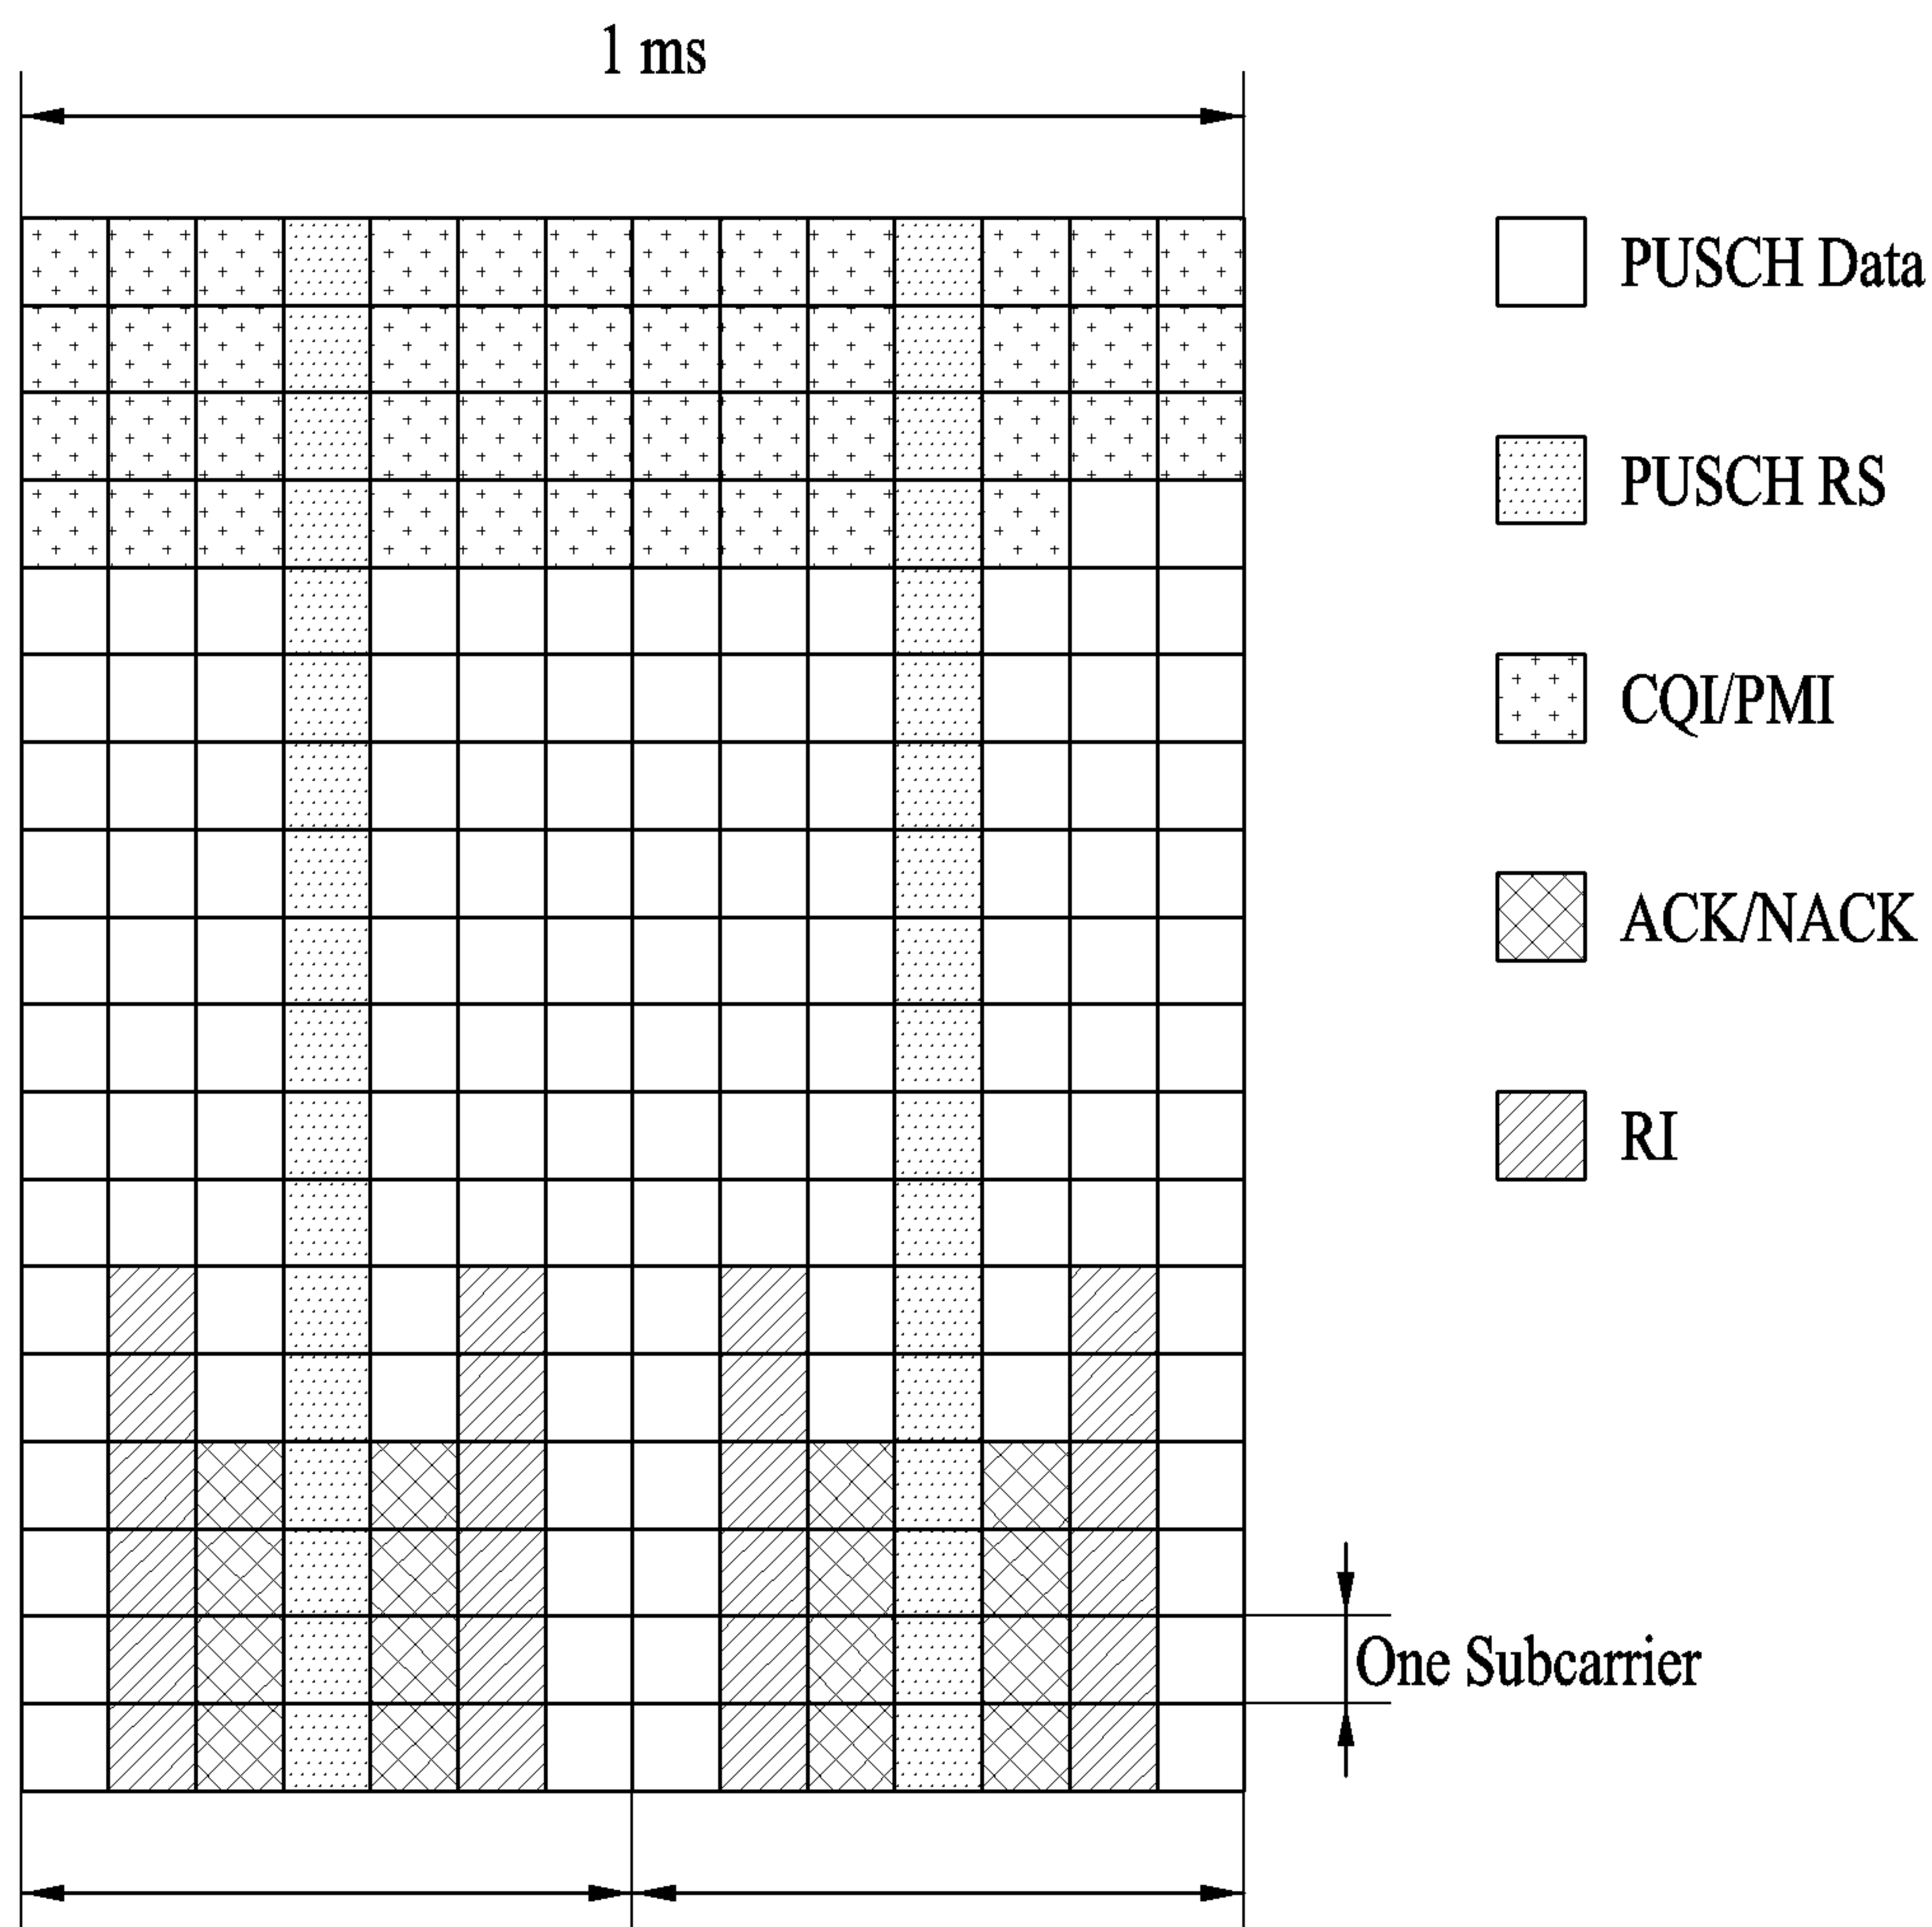 1 ms
PUSCH Data
PUSCH RS
CQI/PMI
ACK/NACK
RI
One Subcarrier